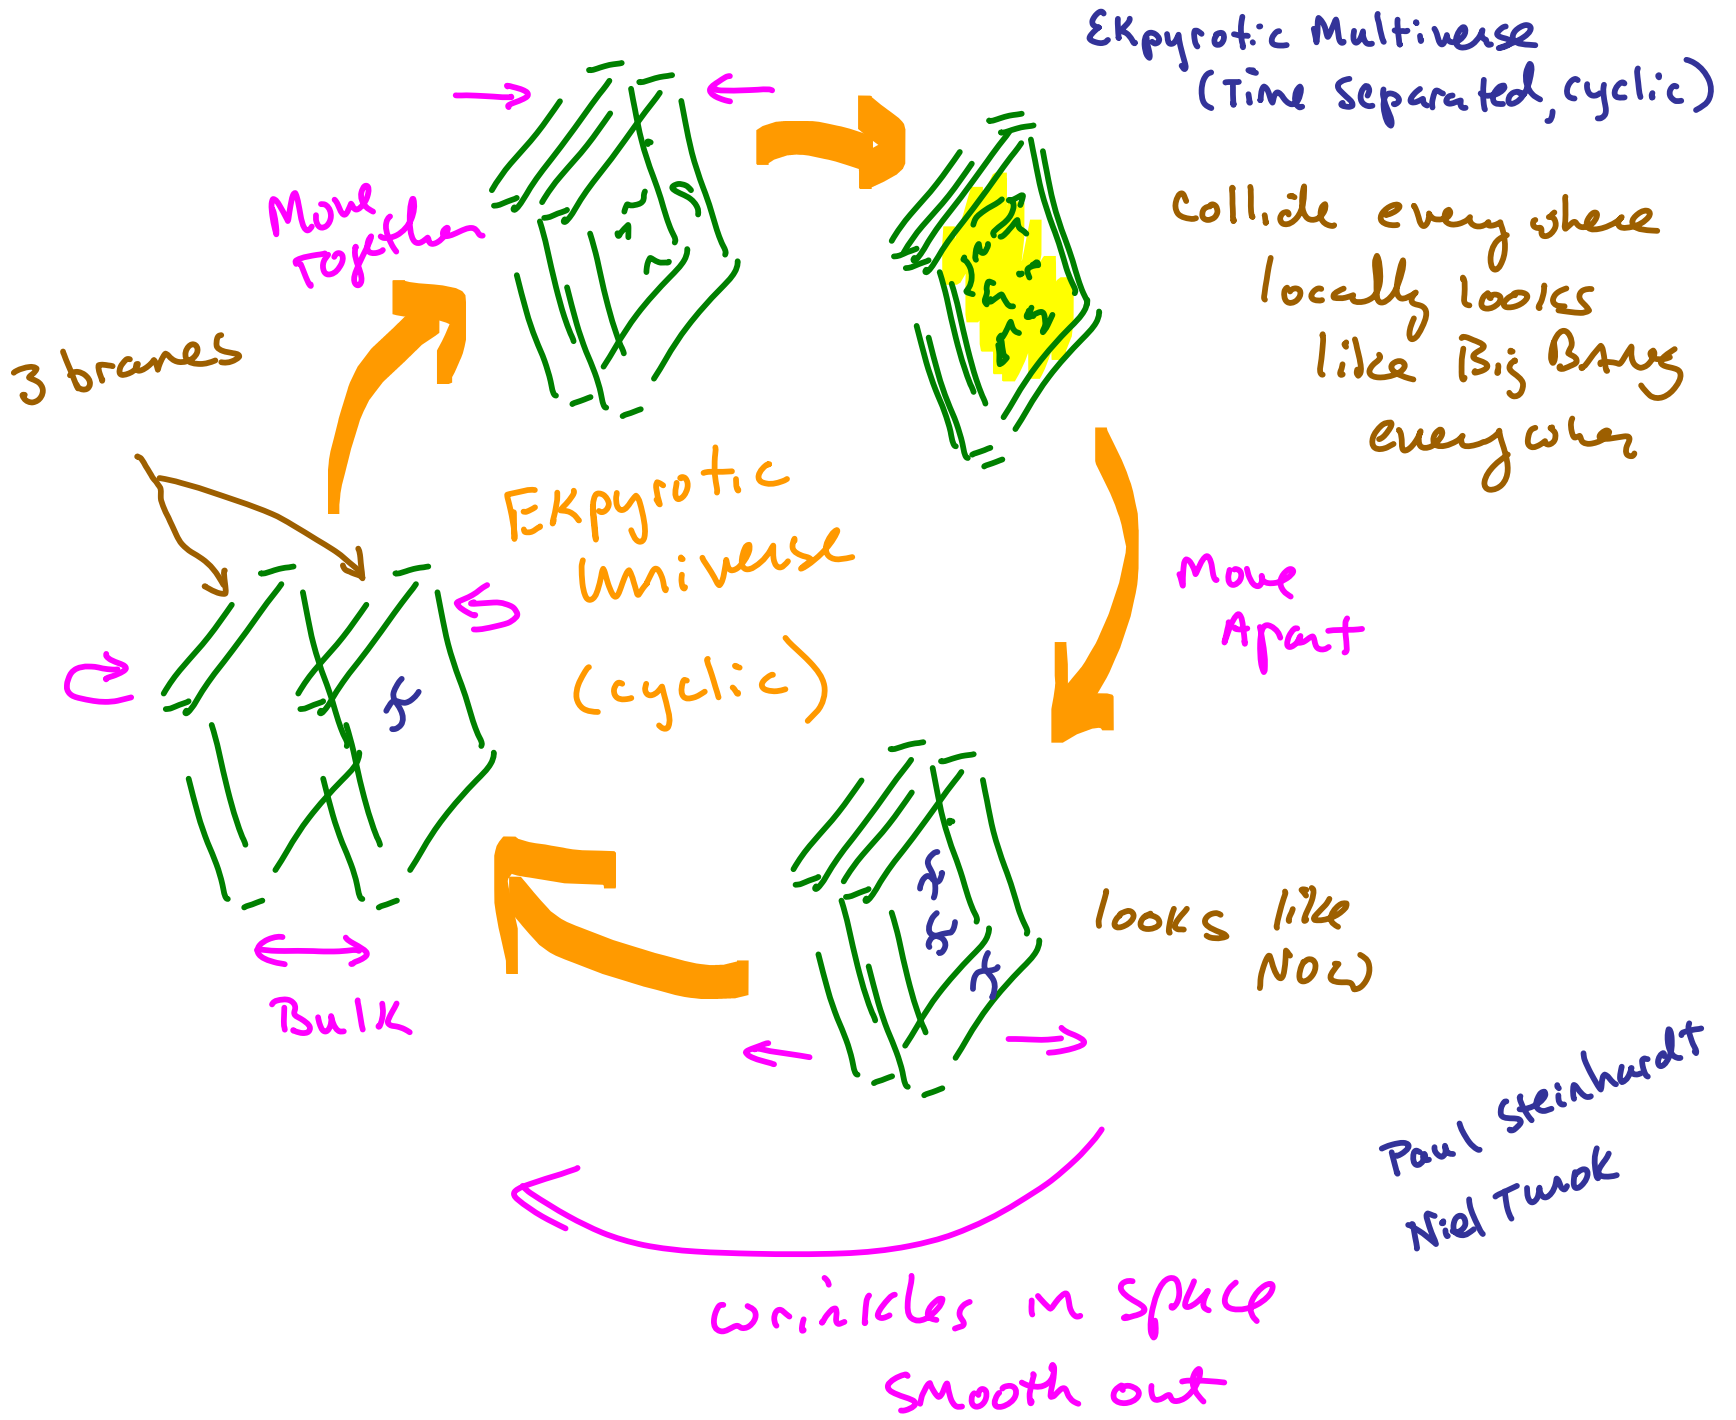 Ekpyrotic Multiverse
(Time Separated, cyclic)
Move
Together
Collide everywhere
locally looks
like Big BANG
everywher
3 branes
Ekpyrotic
Universe
(cyclic)
Move
Apart
looks like
NOW
Bulk
Paul Steinhardt
Niel Turok
wrinkles in space
smooth out